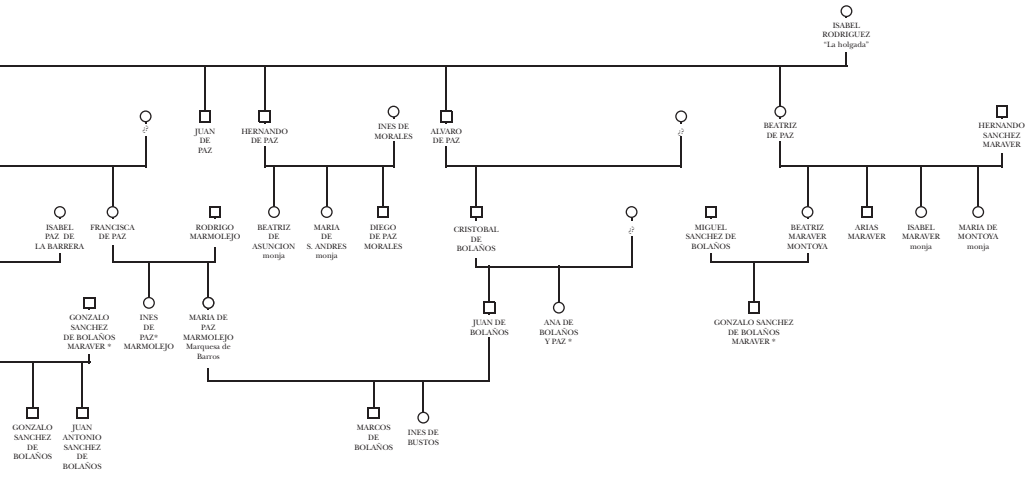 ISABEL
RODRIGUEZ
"La holgada"
¿?
JUAN
DE
PAZ
HERNANDO
DE PAZ
INES DE
MORALES
ALVARO
DE PAZ
¿?
BEATRIZ
DE PAZ
HERNANDO
SANCHEZ
MARAVER
ISABEL
PAZ DE
LA BARRERA
FRANCISCA
DE PAZ
RODRIGO
MARMOLEJO
BEATRIZ
DE
ASUNCION
monja
MARIA
DE
S. ANDRES
monja
DIEGO
DE PAZ
MORALES
CRISTOBAL
DE
BOLAÑOS
¿?
MIGUEL
SANCHEZ DE
BOLAÑOS
BEATRIZ
MARAVER
MONTOYA
ARIAS
MARAVER
ISABEL
MARAVER
monja
MARIA DE
MONTOYA
monja
GONZALO
SANCHEZ
DE BOLAÑOS
MARAVER *
INES
DE
PAZ*
MARMOLEJO
MARIA DE
PAZ
MARMOLEJO
Marquesa de
Barros
JUAN DE
BOLAÑOS
ANA DE
BOLAÑOS
Y PAZ *
GONZALO SANCHEZ
DE BOLAÑOS
MARAVER *
GONZALO
SANCHEZ
DE
BOLAÑOS
JUAN
ANTONIO
SANCHEZ
DE
BOLAÑOS
MARCOS
DE
BOLAÑOS
INES DE
BUSTOS